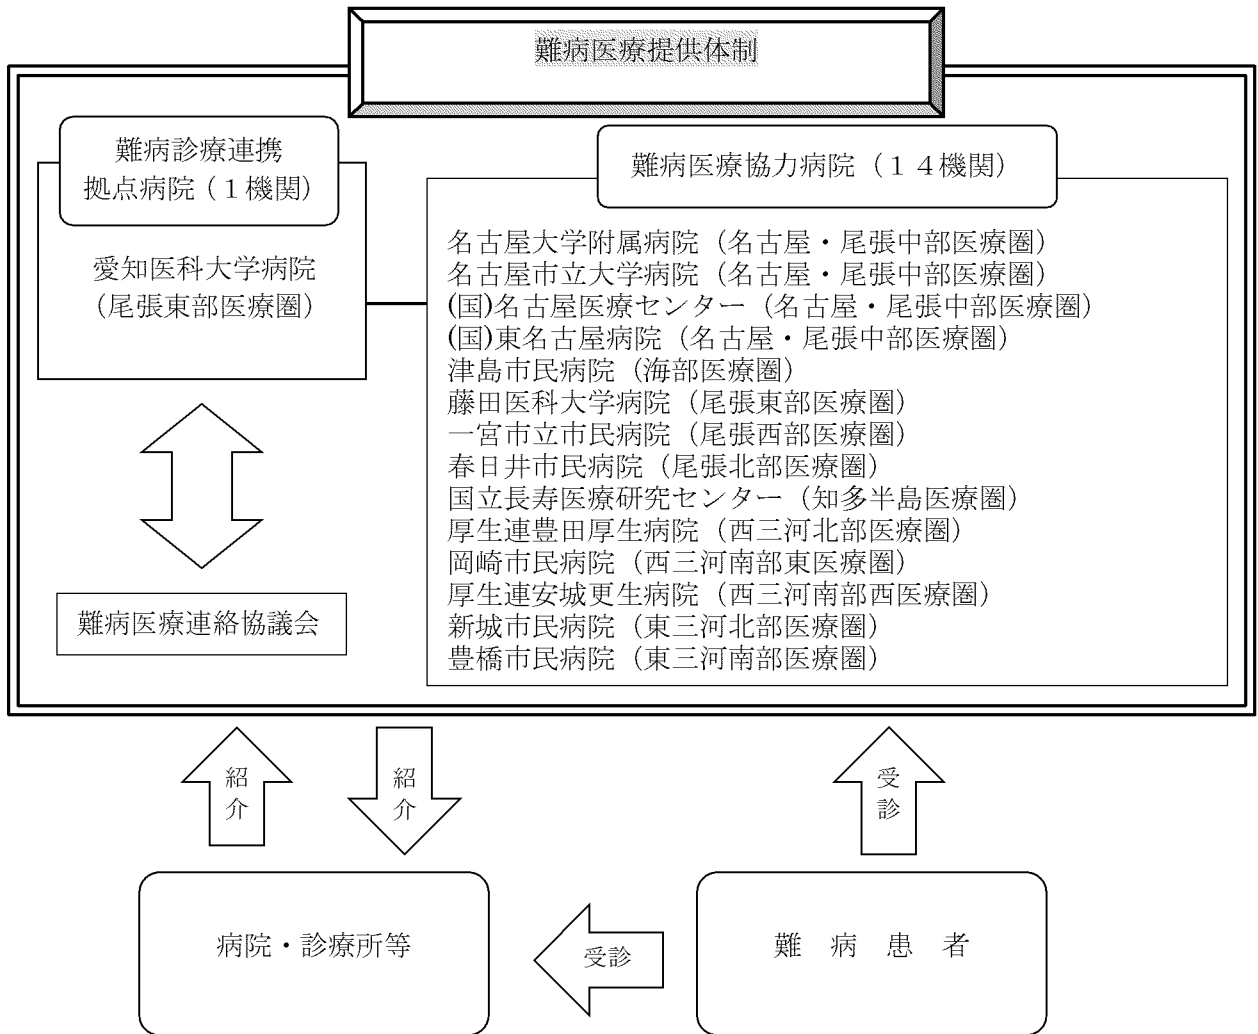 難病医療提供体制
難病診療連携
拠点病院（１機関）
愛知医科大学病院
（尾張東部医療圏）
難病医療連絡協議会
難病医療協力病院（１４機関）
名古屋大学附属病院（名古屋・尾張中部医療圏）
名古屋市立大学病院（名古屋・尾張中部医療圏）
(国)名古屋医療センター（名古屋・尾張中部医療圏）
(国)東名古屋病院（名古屋・尾張中部医療圏）
津島市民病院（海部医療圏）
藤田医科大学病院（尾張東部医療圏）
一宮市立市民病院（尾張西部医療圏）
春日井市民病院（尾張北部医療圏）
国立長寿医療研究センター（知多半島医療圏）
厚生連豊田厚生病院（西三河北部医療圏）
岡崎市民病院（西三河南部東医療圏）
厚生連安城更生病院（西三河南部西医療圏）
新城市民病院（東三河北部医療圏）
豊橋市民病院（東三河南部医療圏）
紹介
紹介
受診
病院・診療所等
受診
難　病　患　者